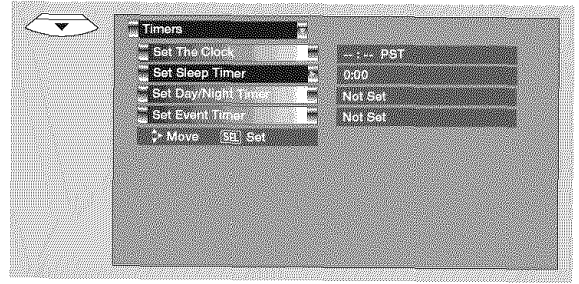 Timers
Set The Clock
-- : -- PST
Set Sleep Timer
0:00
Set Day/Night Timer
Not Set
Set Event Timer
Not Set
Move SEL Set